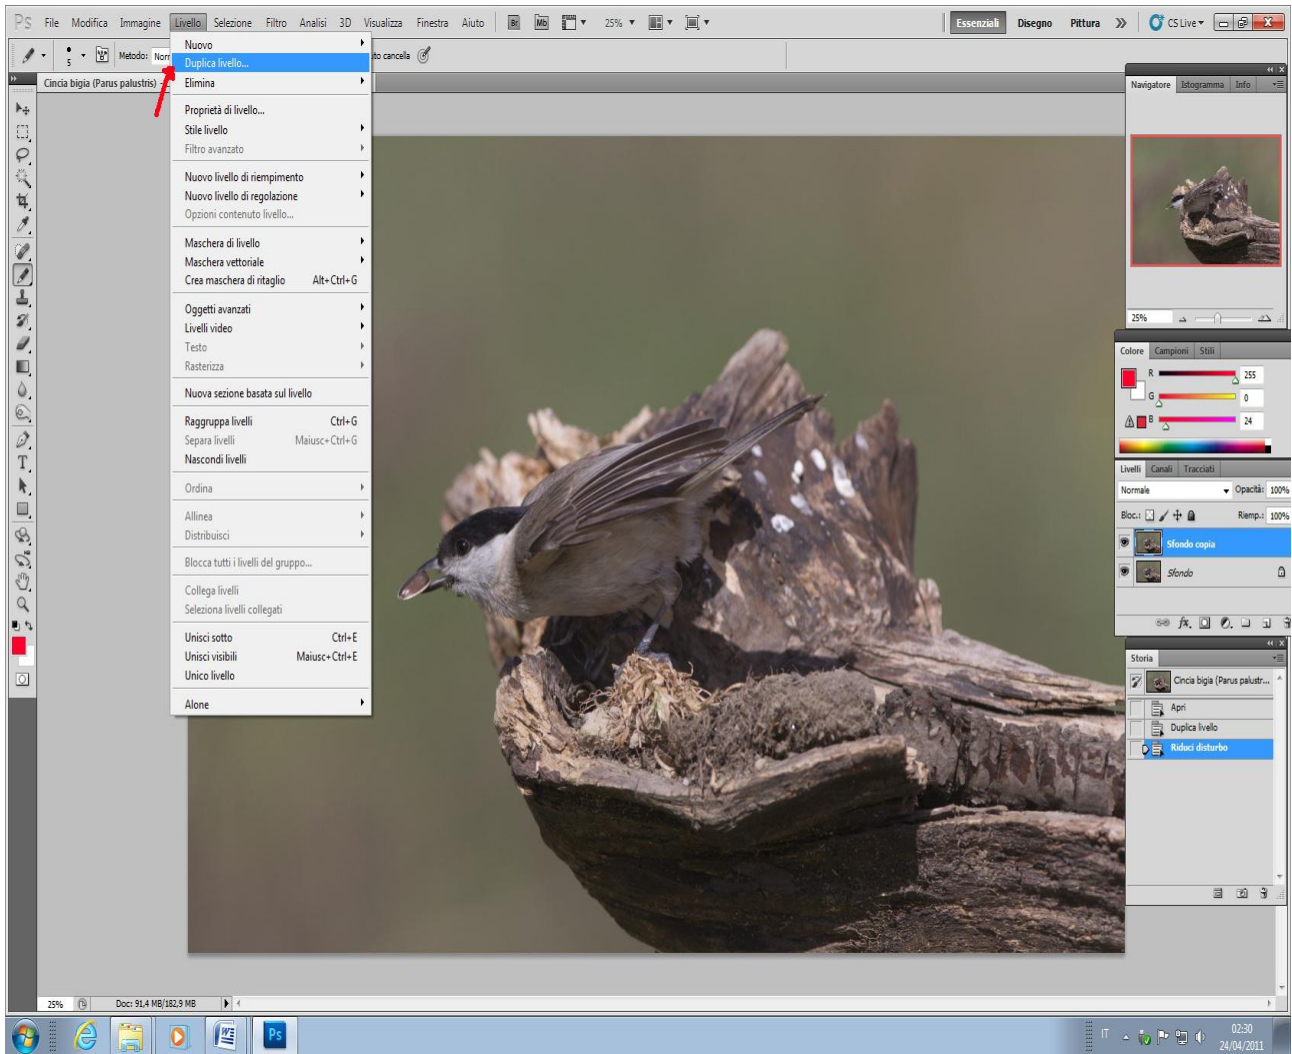 Ps File Modifica Immagine Livello Selezione Filtro Analisi 3D Visualizza Finestra Aiuto Br Mb 25% Essenziali Disegno Pittura CS Live
5 Metodo:
Cincia bigia (Parus palustris)
Nuovo
Duplica livello...
Elimina
Proprietà di livello...
Stile livello
Filtro avanzato
Nuovo livello di riempimento
Nuovo livello di regolazione
Opzioni contenuto livello...
Maschera di livello
Maschera vettoriale
Crea maschera di ritaglio Alt+Ctrl+G
Oggetti avanzati
Livelli video
Testo
Rasterizza
Nuova sezione basata sul livello
Raggruppa livelli Ctrl+G
Separa livelli Maiusc+Ctrl+G
Nascondi livelli
Ordina
Allinea
Distribuisci
Blocca tutti i livelli del gruppo...
Collega livelli
Seleziona livelli collegati
Unisci sotto Ctrl+E
Unisci visibili Maiusc+Ctrl+E
Unico livello
Alone
to cancella
Navigatore Istogramma Info
25%
Colore Campioni Stili
R 255
G 0
B 24
Livelli Canali Tracciati
Normale Opacità: 100%
Bloc.: Riemp.: 100%
Sfondo copia
Sfondo
fx.
Storia
Cincia bigia (Parus palustr...
Apri
Duplica livello
Riduci disturbo
25% Doc: 91,4 MB/182,9 MB
Ps
IT 02:30
24/04/2011